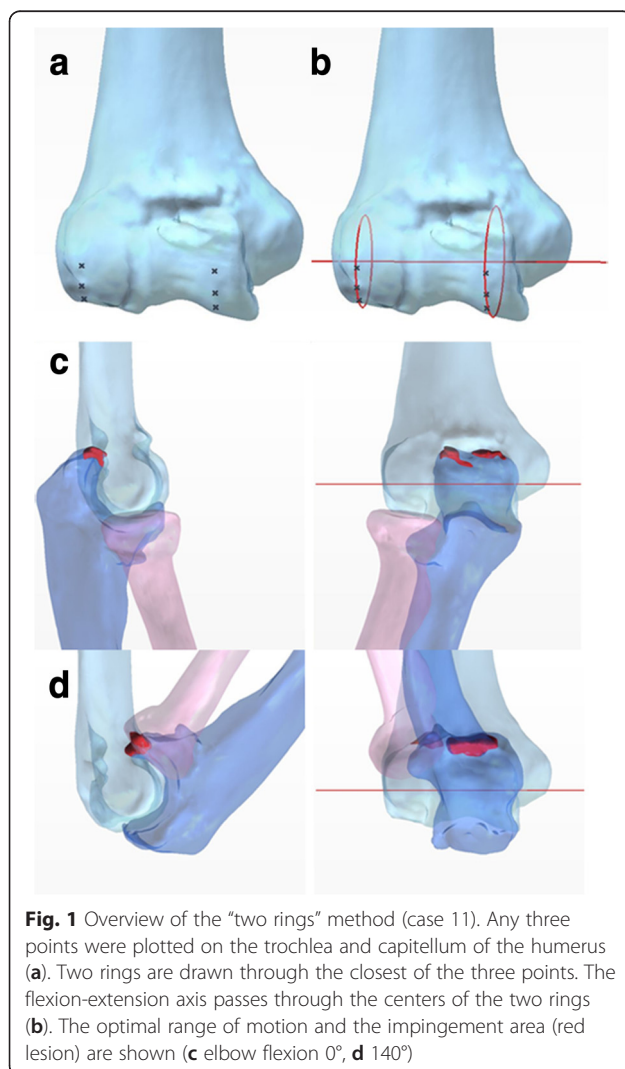 a
b
c
d
Fig. 1 Overview of the “two rings” method (case 11). Any three
points were plotted on the trochlea and capitellum of the humerus
(a). Two rings are drawn through the closest of the three points. The
flexion-extension axis passes through the centers of the two rings
(b). The optimal range of motion and the impingement area (red
lesion) are shown (c elbow flexion 0°, d 140°)